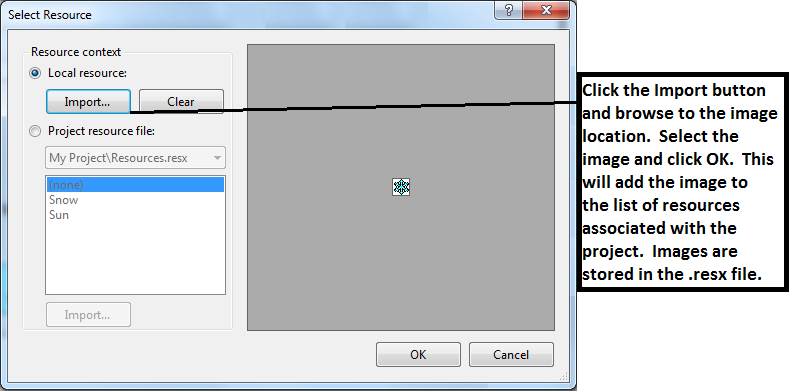 Select Resource
?
Resource context
Local resource:
Import...
Clear
Project resource file:
My Project\Resources.resx
(none)
Snow
Sun
Import...
OK
Cancel
Click the Import button
and browse to the image
location.  Select the
image and click OK.  This
will add the image to
the list of resources
associated with the
project.  Images are
stored in the .resx file.